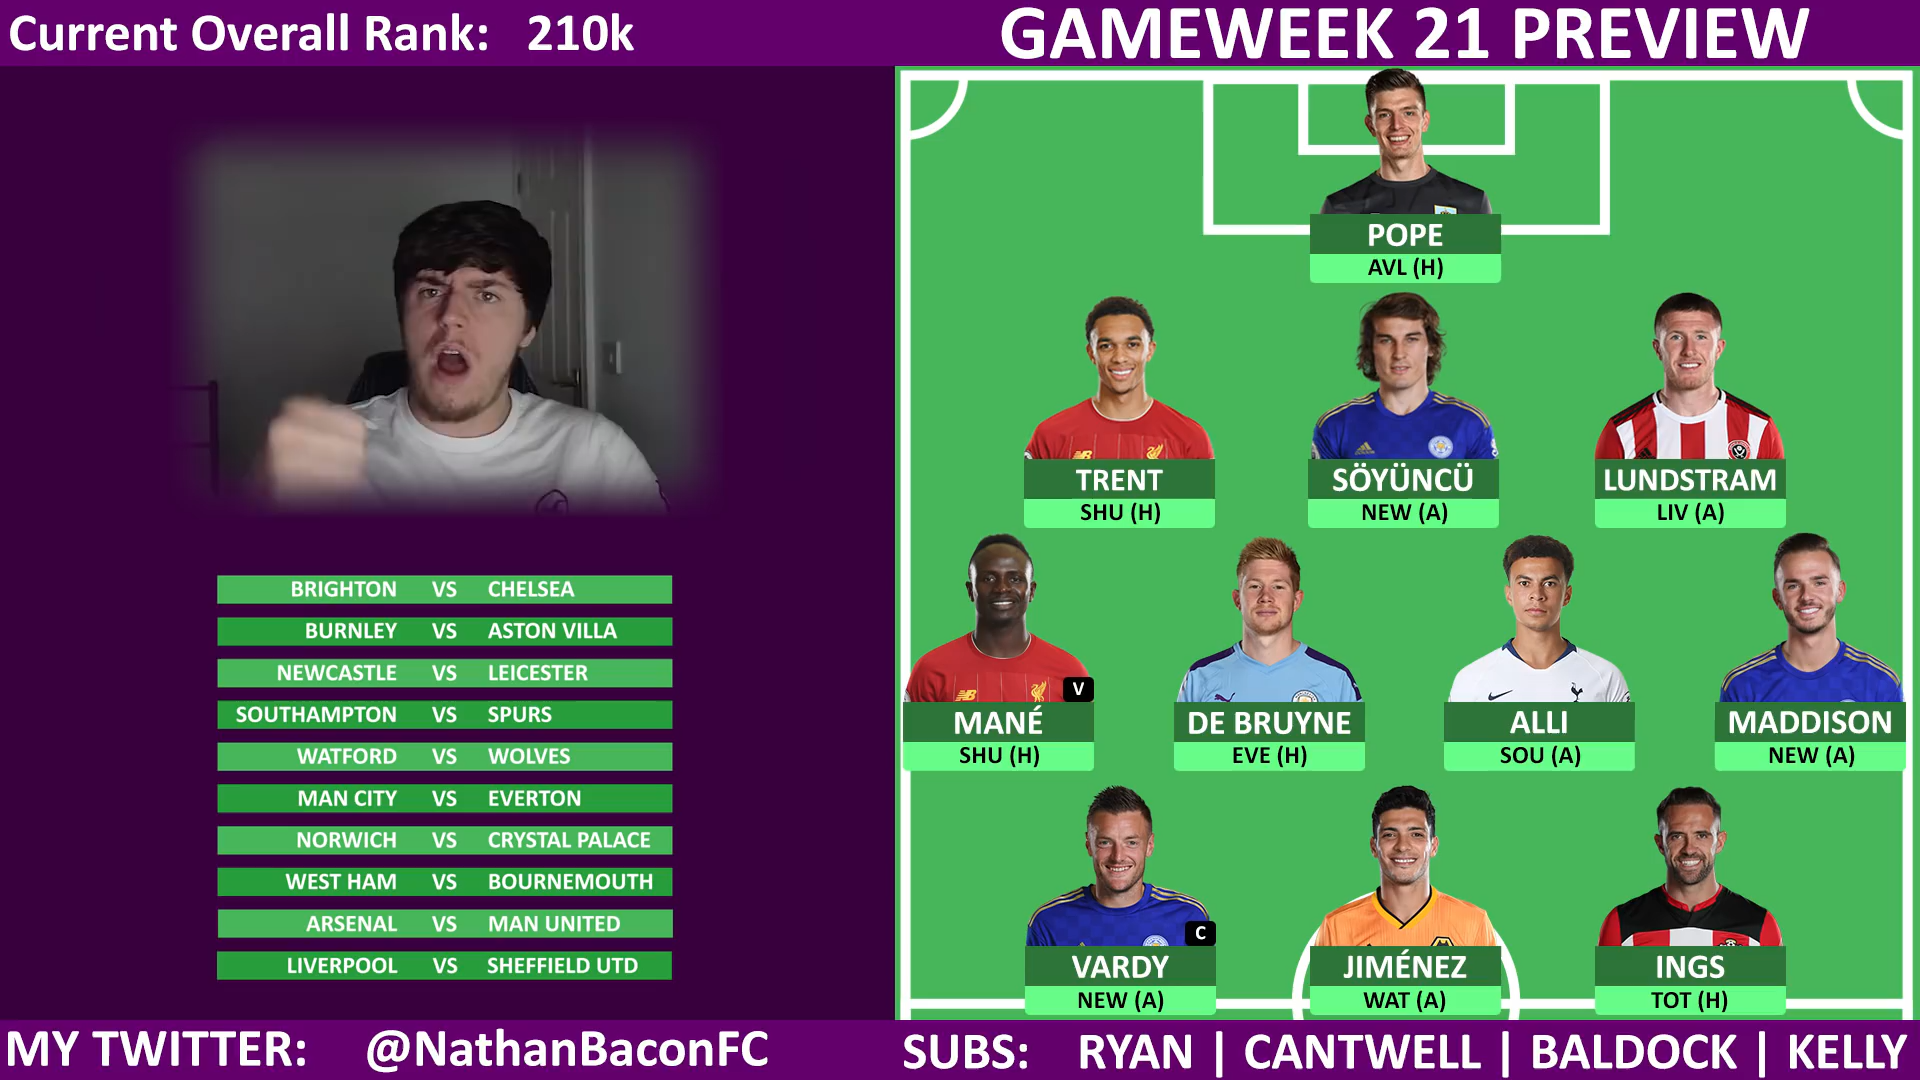 Current Overall Rank: 210k
GAMEWEEK 21 PREVIEW
BRIGHTON VS CHELSEA
BURNLEY VS ASTON VILLA
NEWCASTLE VS LEICESTER
SOUTHAMPTON VS SPURS
WATFORD VS WOLVES
MAN CITY VS EVERTON
NORWICH VS CRYSTAL PALACE
WEST HAM VS BOURNEMOUTH
ARSENAL VS MAN UNITED
LIVERPOOL VS SHEFFIELD UTD
POPE
AVL (H)
TRENT
SHU (H)
SÖYÜNCÜ
NEW (A)
LUNDSTRAM
LIV (A)
V
MANÉ
SHU (H)
DE BRUYNE
EVE (H)
ALLI
SOU (A)
MADDISON
NEW (A)
C
VARDY
NEW (A)
JIMÉNEZ
WAT (A)
INGS
TOT (H)
MY TWITTER: @NathanBaconFC
SUBS: RYAN | CANTWELL | BALDOCK | KELLY